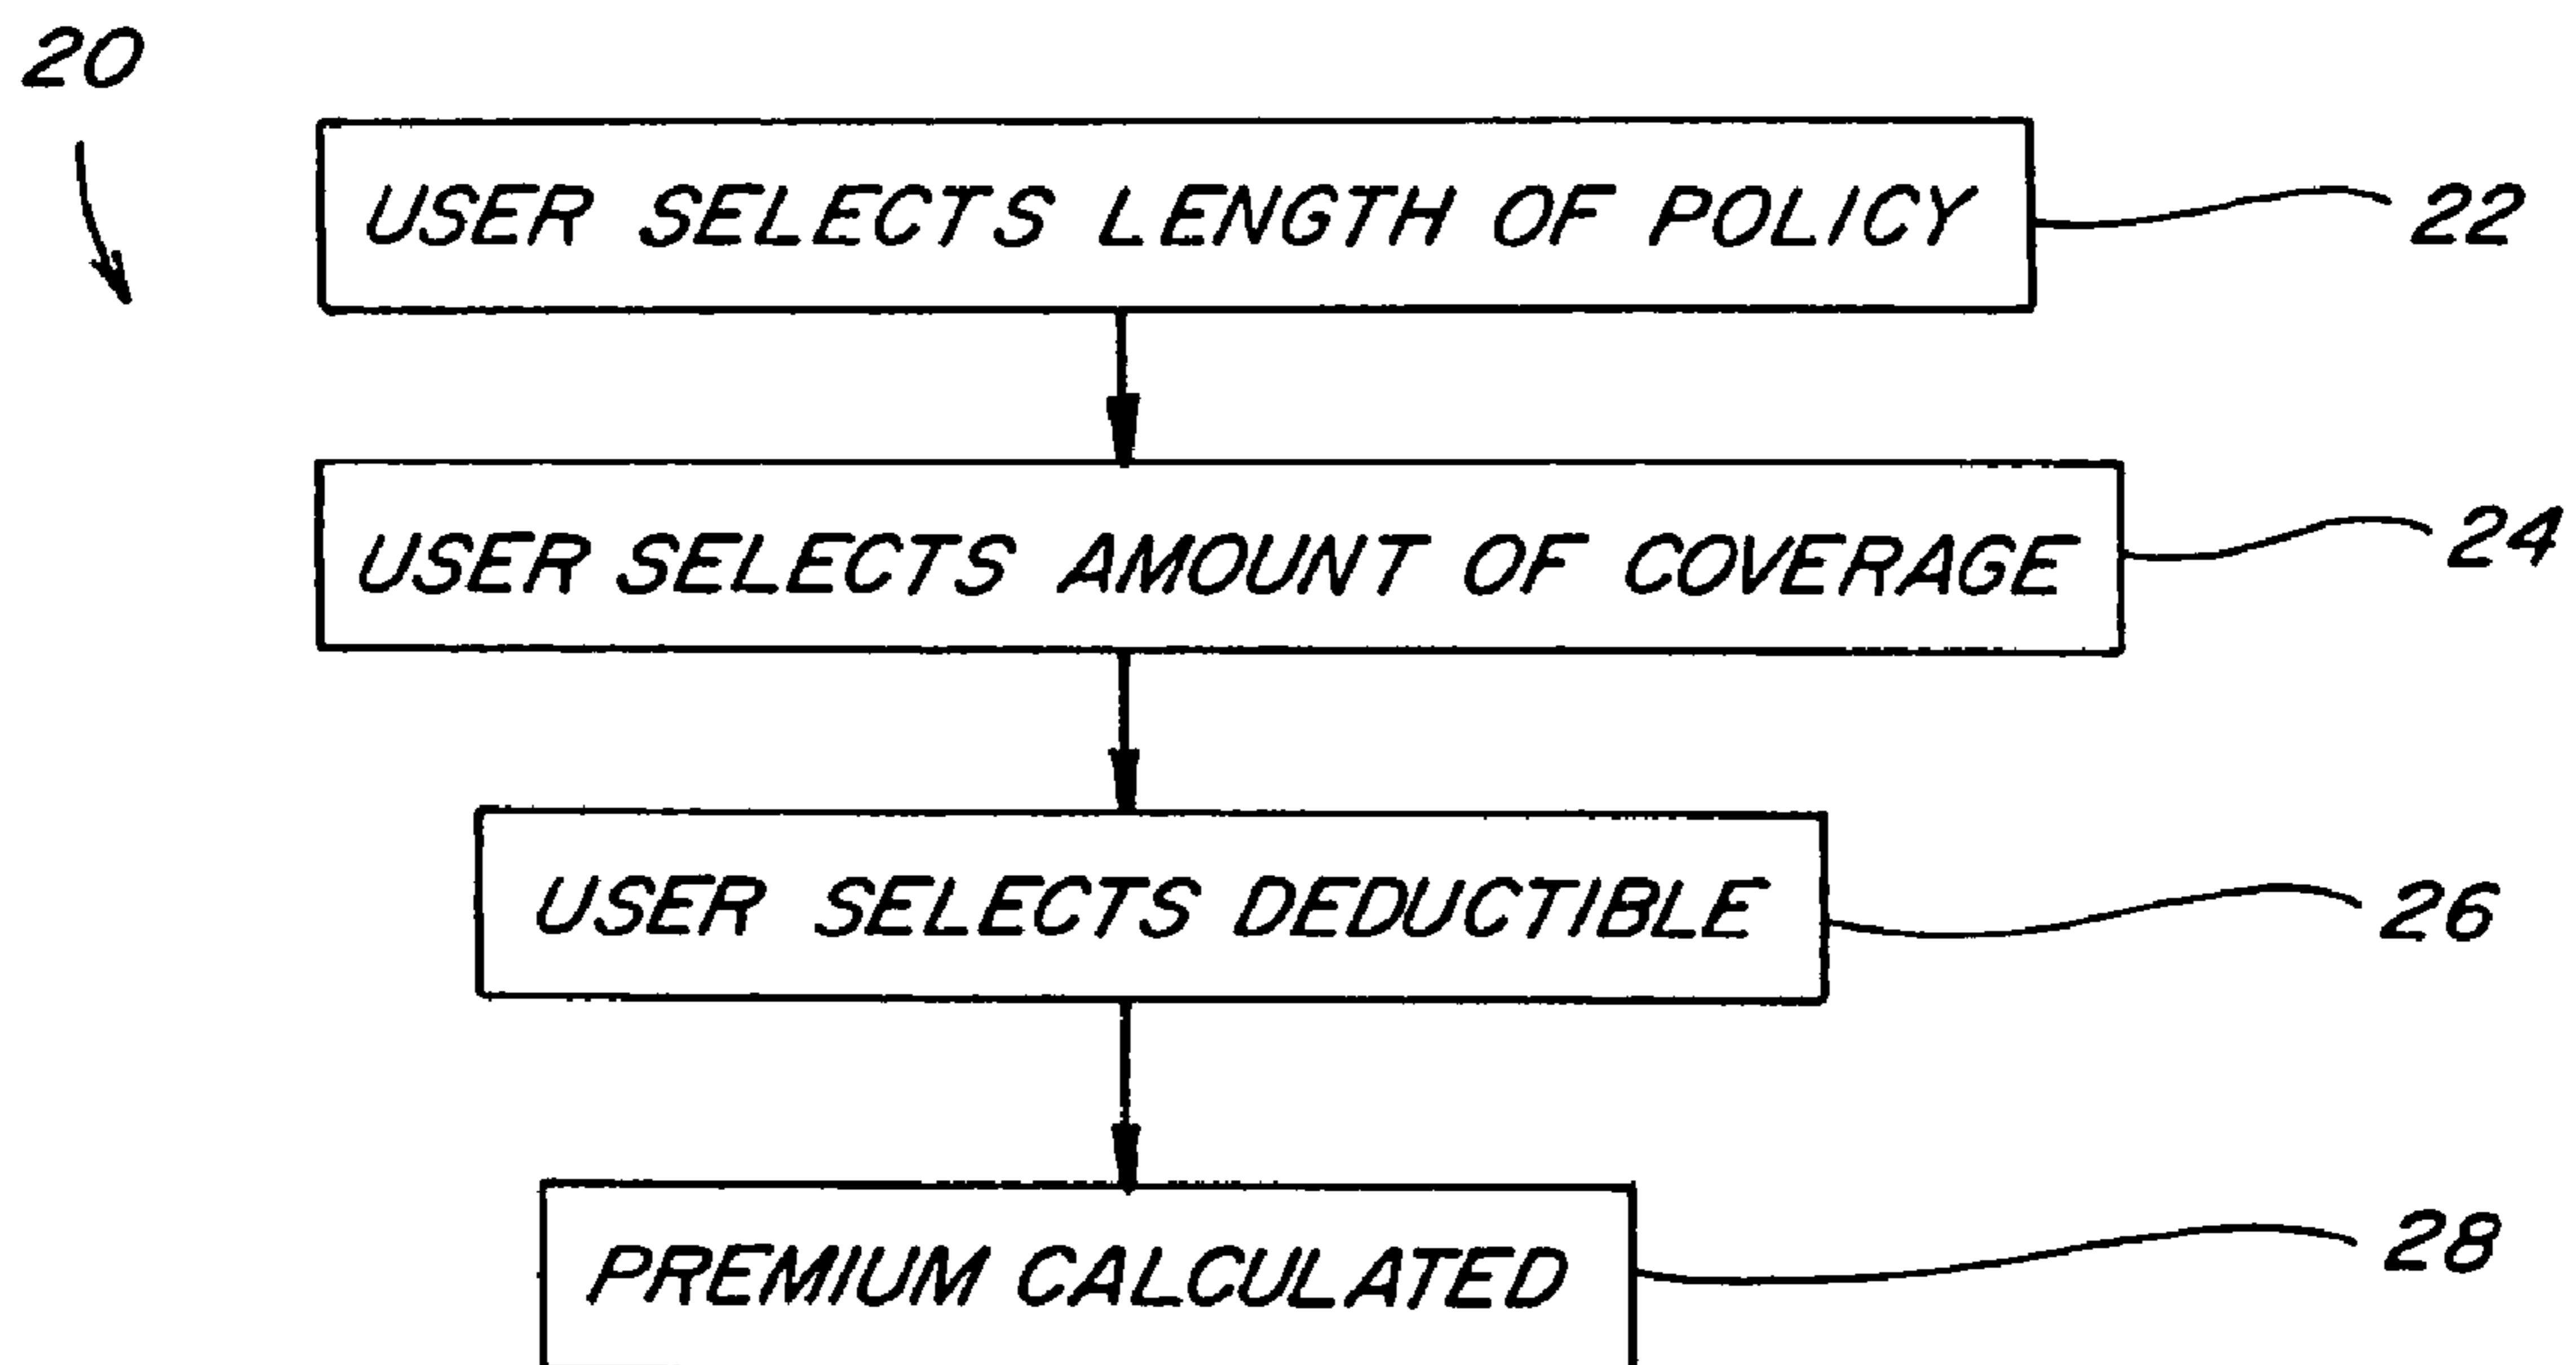 20
USER SELECTS LENGTH OF POLICY
22
USER SELECTS AMOUNT OF COVERAGE
24
USER SELECTS DEDUCTIBLE
26
PREMIUM CALCULATED
28